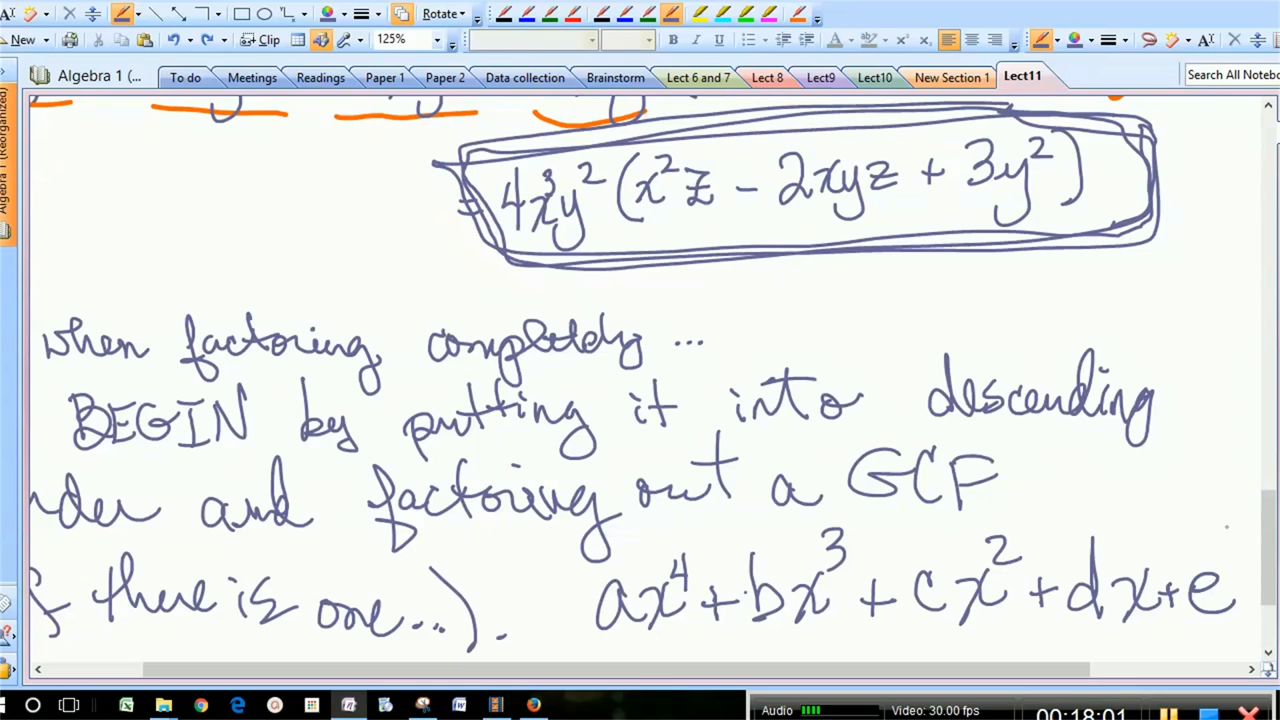 Rotate
New
Clip
125%
B I U
Algebra 1 (...
To do
Meetings
Readings
Paper 1
Paper 2
Data collection
Brainstorm
Lect 6 and 7
Lect 8
Lect9
Lect10
New Section 1
Lect11
Search All Notebo
Algebra 1 (Reorganized)
= 4x³y² (x²z - 2xyz + 3y²)
when factoring completely ...
BEGIN by putting it into descending
rder and factoring out a GCF
f there is one...).
ax⁴ + bx³ + cx² + dx + e
Audio
Video: 30.00 fps
00:18:01